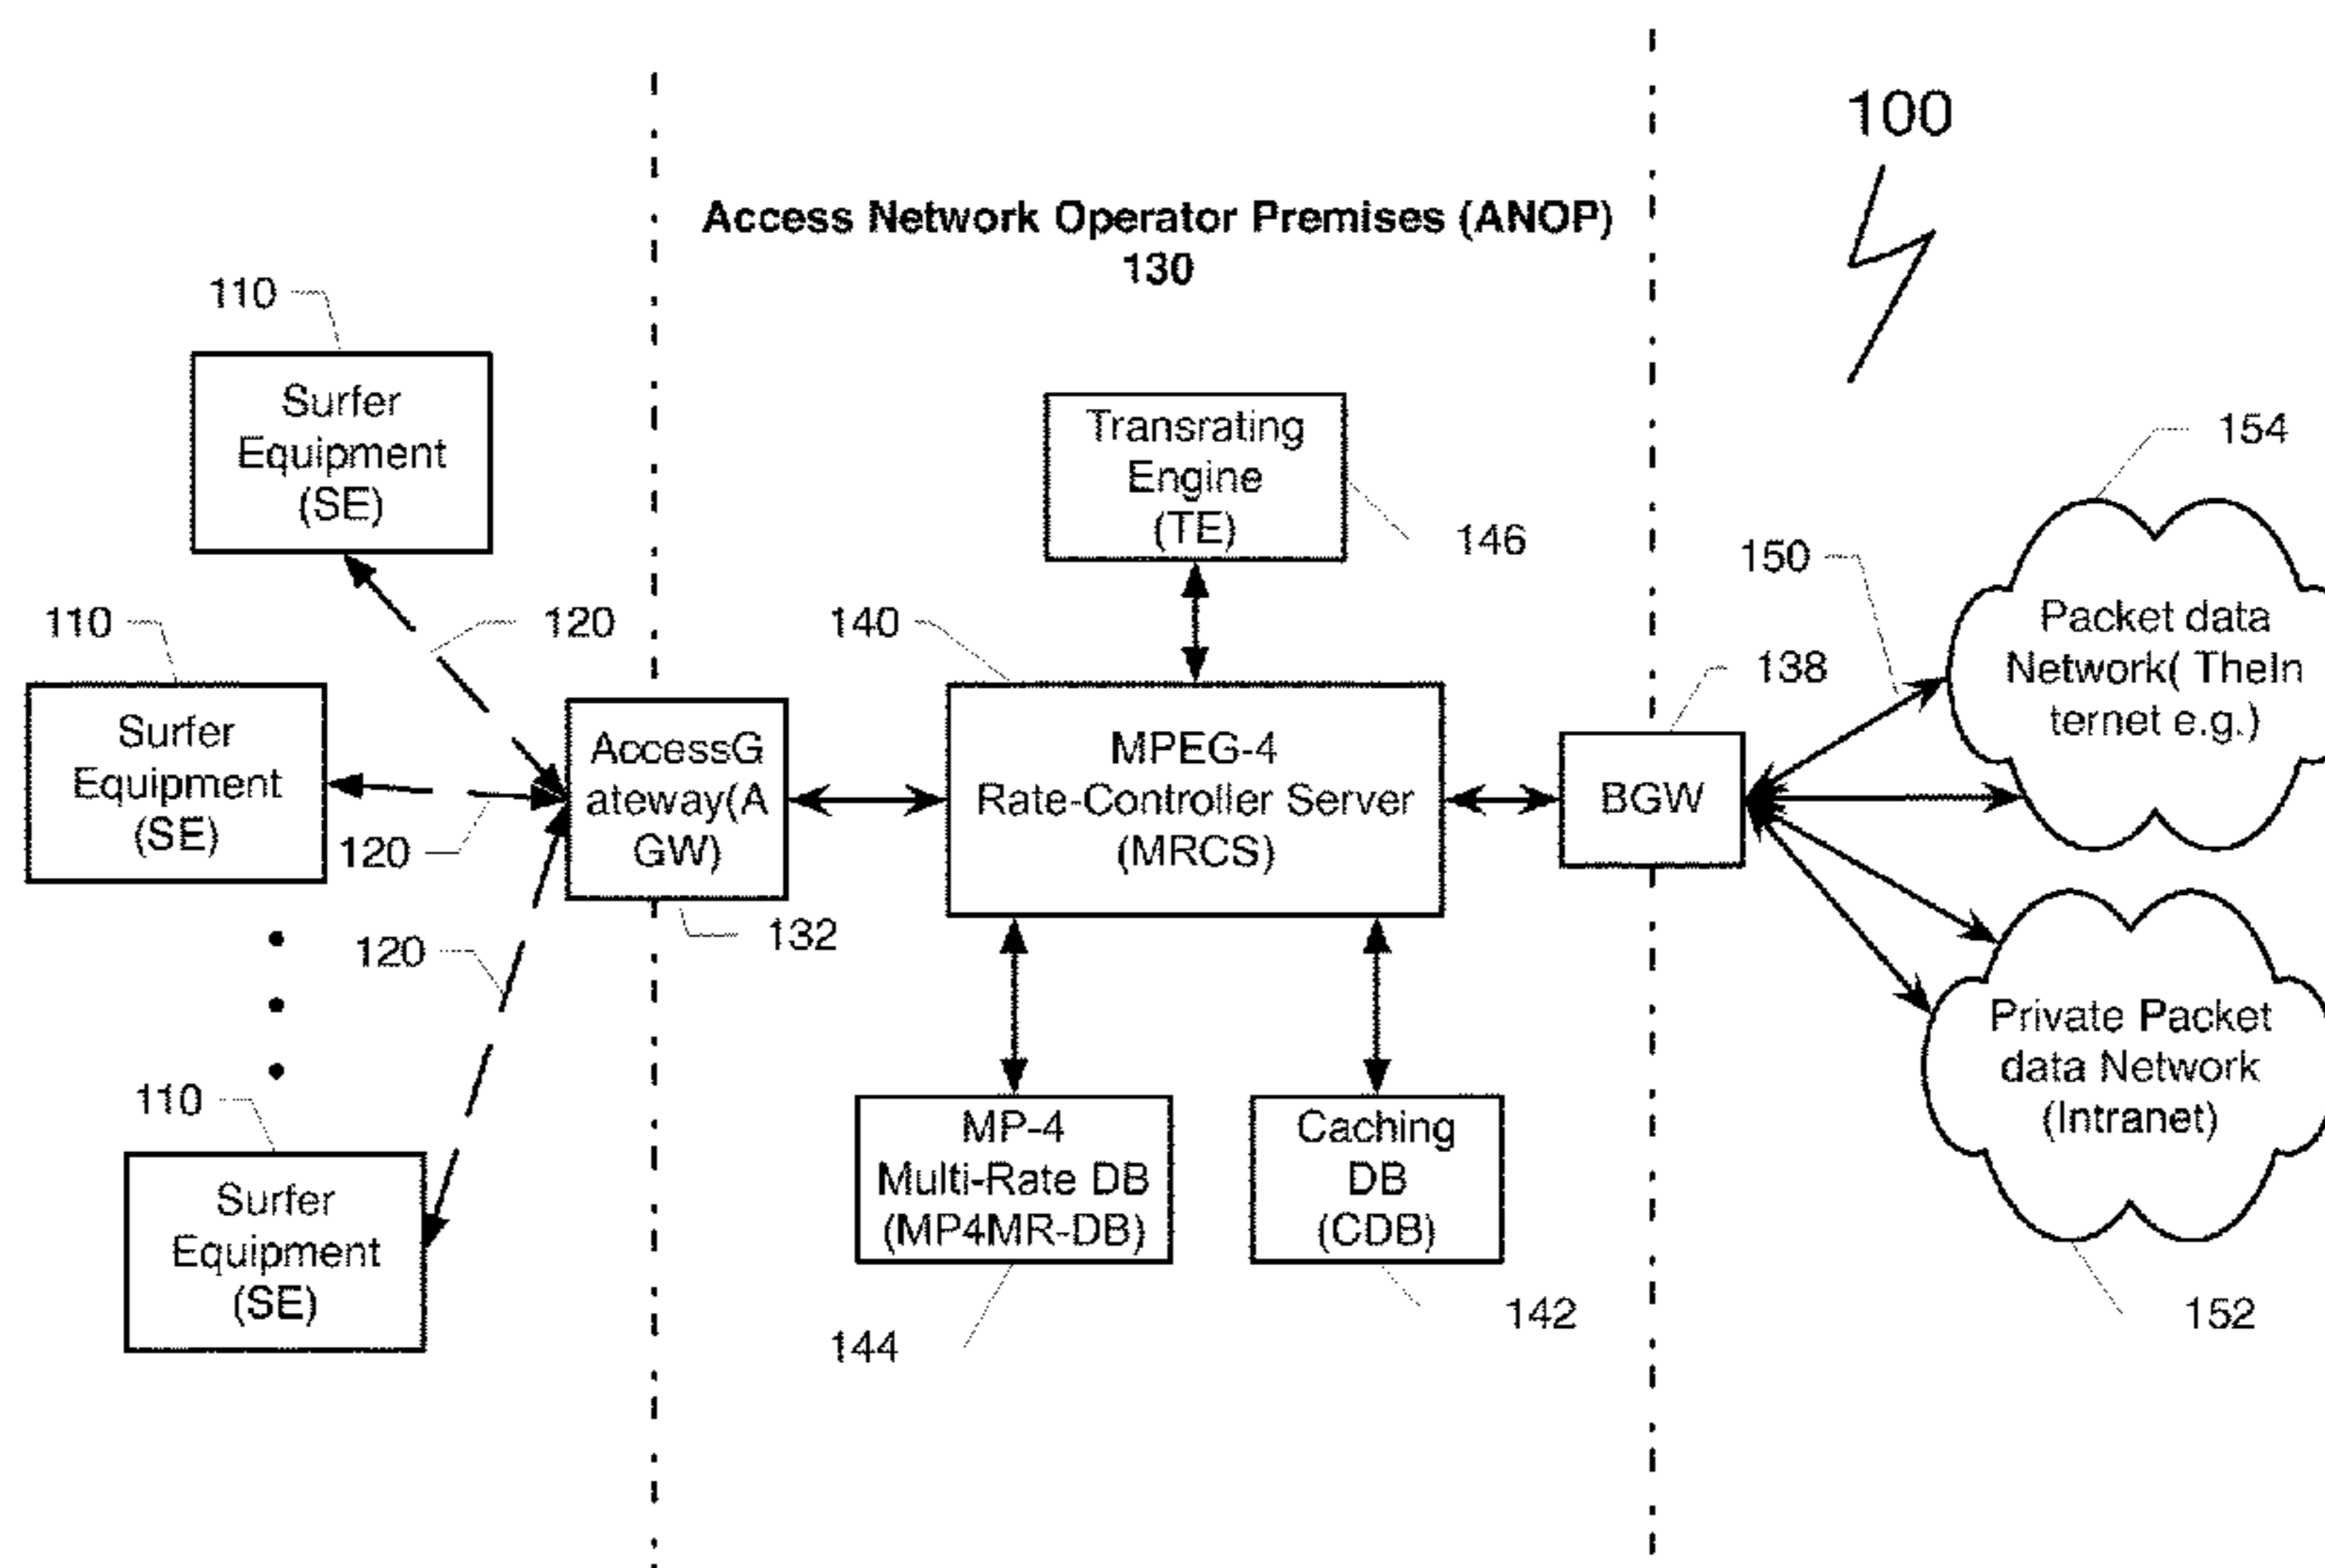 100
Access Network Operator Premises (ANOP)
130
110
Surfer
Equipment
(SE)
120
110
Surfer
Equipment
(SE)
120
120
110
Surfer
Equipment
(SE)
AccessG
ateway(A
GW)
132
Transrating
Engine
(TE)
146
140
MPEG-4
Rate-Controller Server
(MRCS)
MP-4
Multi-Rate DB
(MP4MR-DB)
144
Caching
DB
(CDB)
142
BGW
138
150
154
Packet data
Network( TheIn
ternet e.g.)
Private Packet
data Network
(Intranet)
152